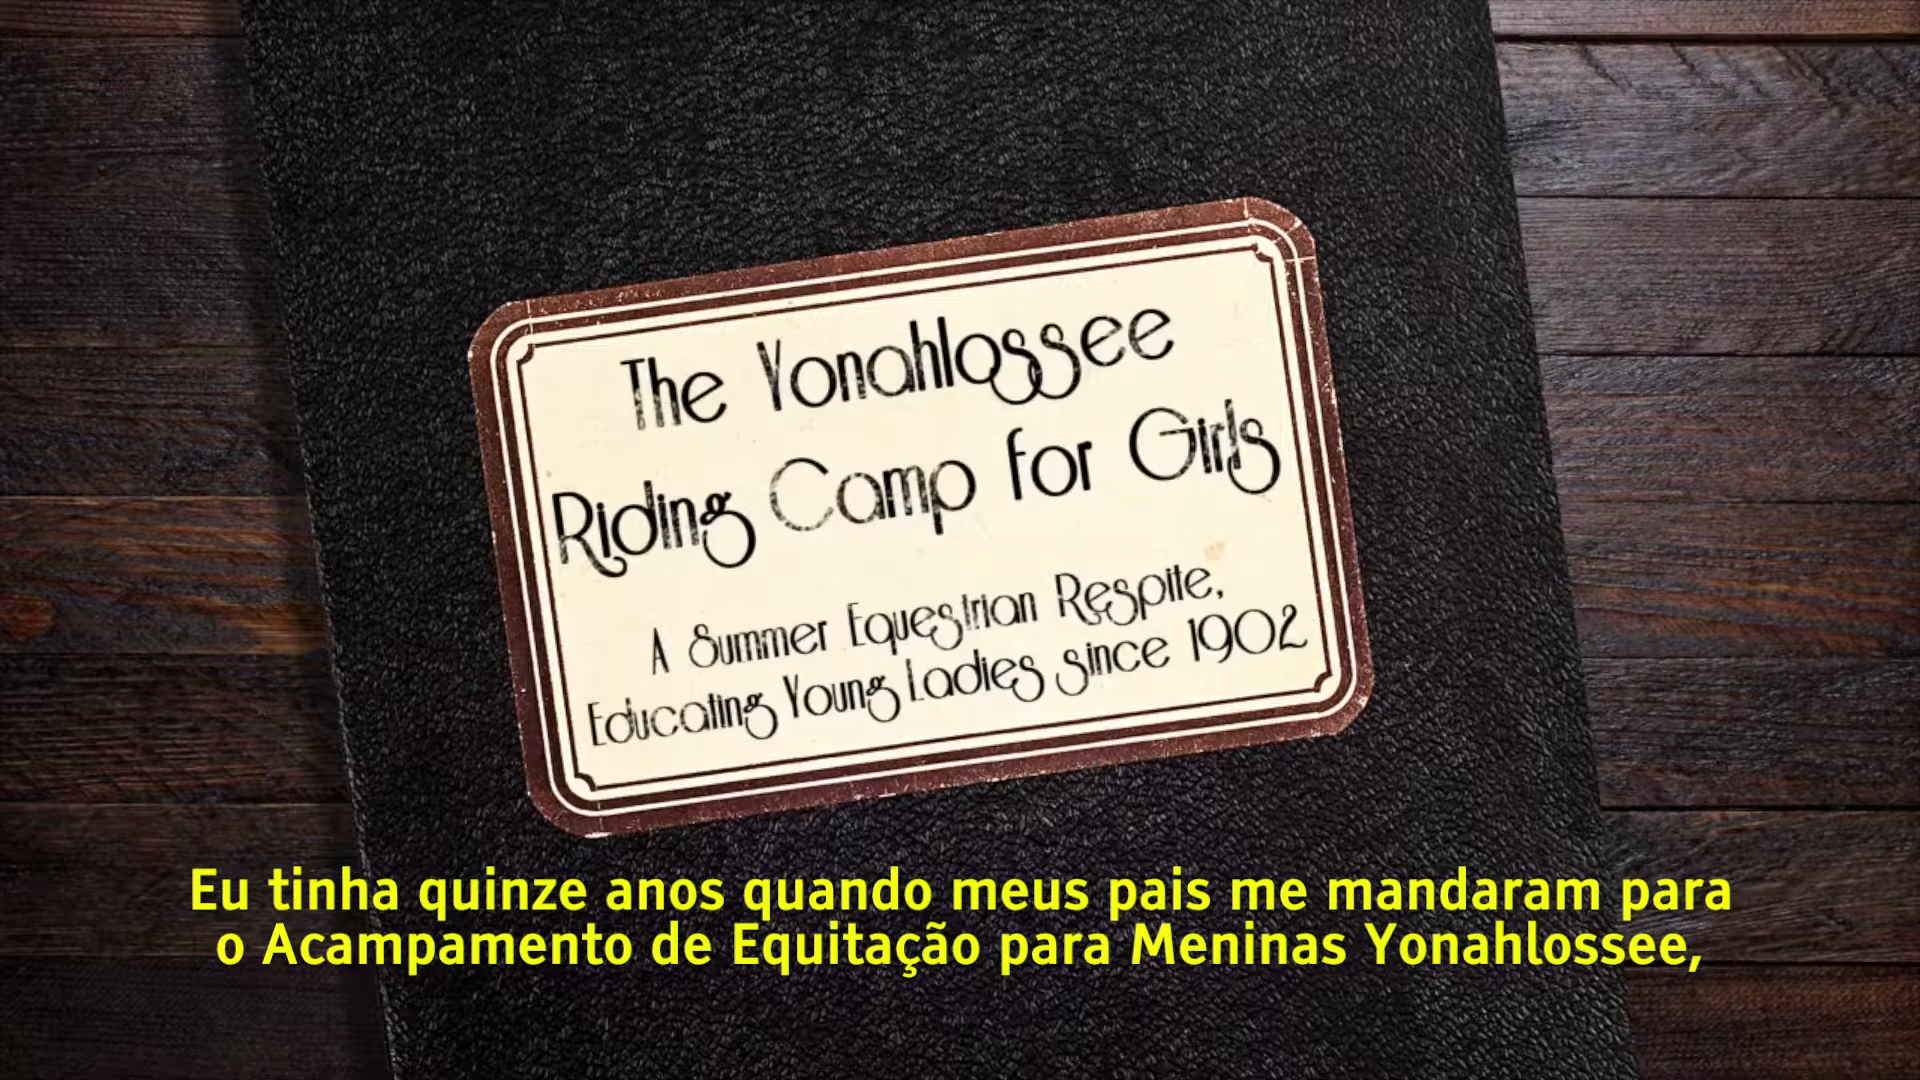 The Yonahlossee
Riding Camp for Girls
A Summer Equestrian Respite,
Educating Young Ladies since 1902
Eu tinha quinze anos quando meus pais me mandaram para
o Acampamento de Equitação para Meninas Yonahlossee,